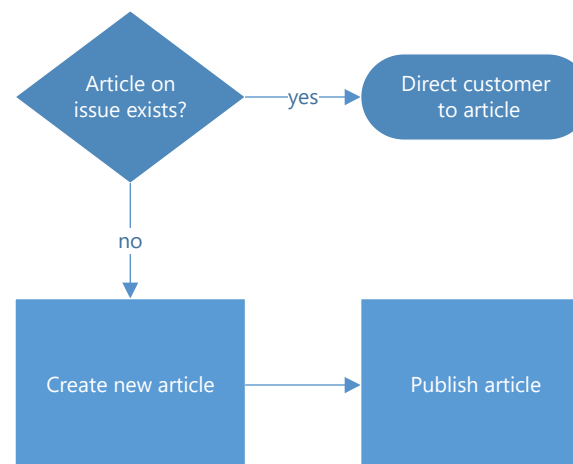 Article on
issue exists?
yes
Direct customer
to article
no
Create new article
Publish article